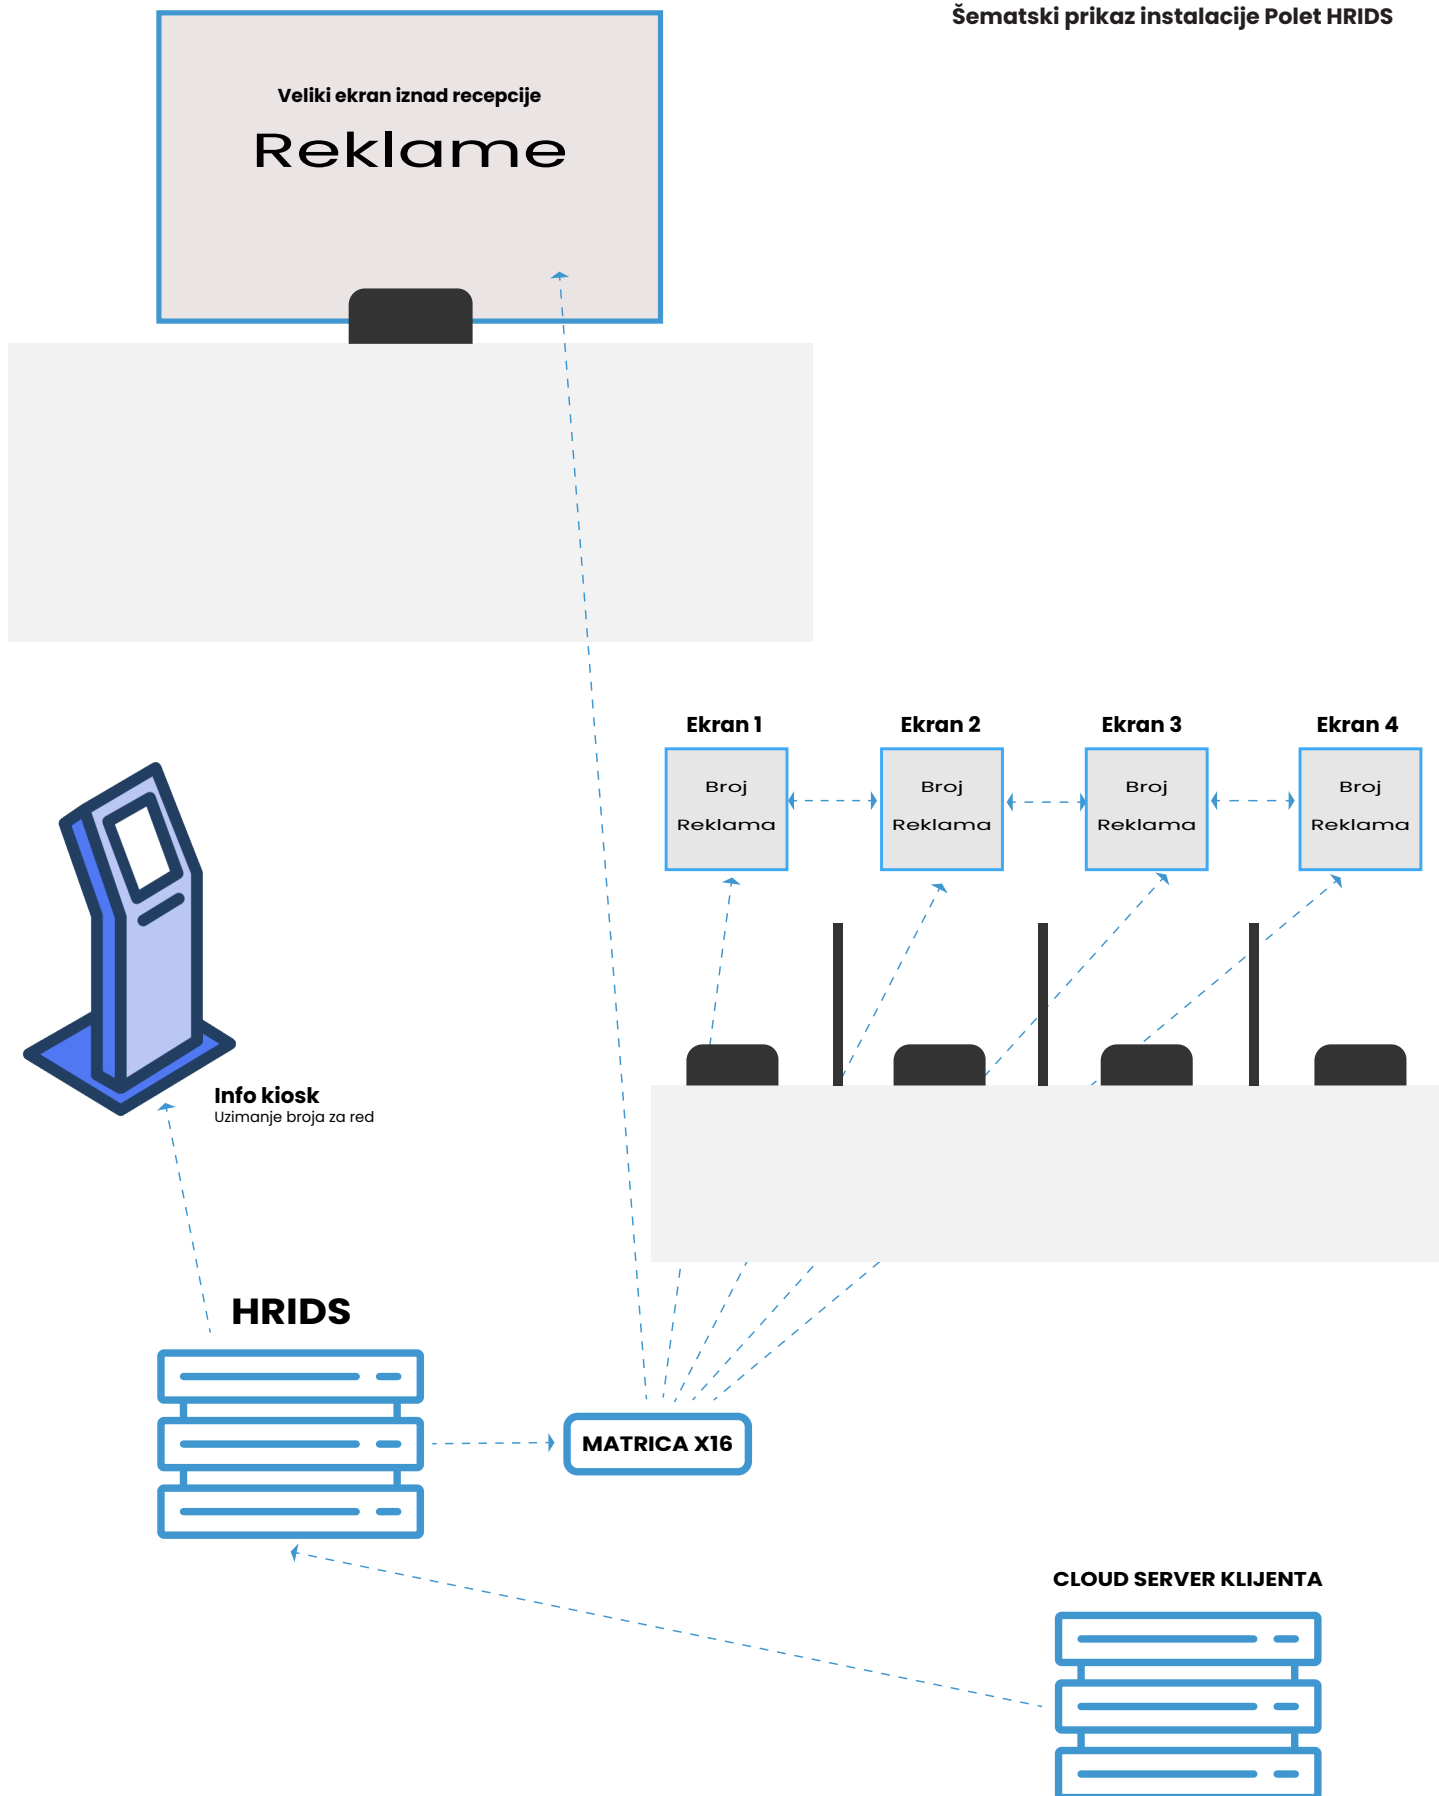 Šematski prikaz instalacije Polet HRIDS
Veliki ekran iznad recepcije
Reklame
Ekran 1
Ekran 2
Ekran 3
Ekran 4
Broj
Reklama
Broj
Reklama
Broj
Reklama
Broj
Reklama
Info kiosk
Uzimanje broja za red
HRIDS
MATRICA X16
CLOUD SERVER KLIJENTA